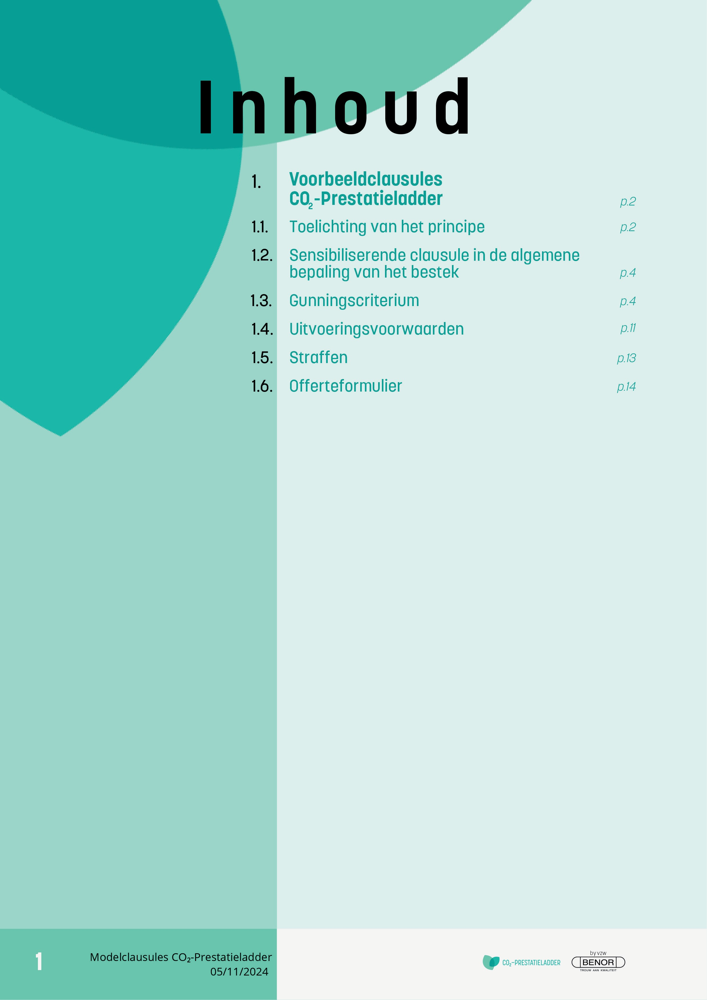 Inhoud
1. Voorbeeldclausules
CO₂-Prestatieladder p.2
1.1. Toelichting van het principe p.2
1.2. Sensibiliserende clausule in de algemene
bepaling van het bestek p.4
1.3. Gunningscriterium p.4
1.4. Uitvoeringsvoorwaarden p.11
1.5. Straffen p.13
1.6. Offerteformulier p.14
1
Modelclausules CO₂-Prestatieladder
05/11/2024
CO₂-PRESTATIELADDER
by vzw
BENOR
TROUW AAN KWALITEIT